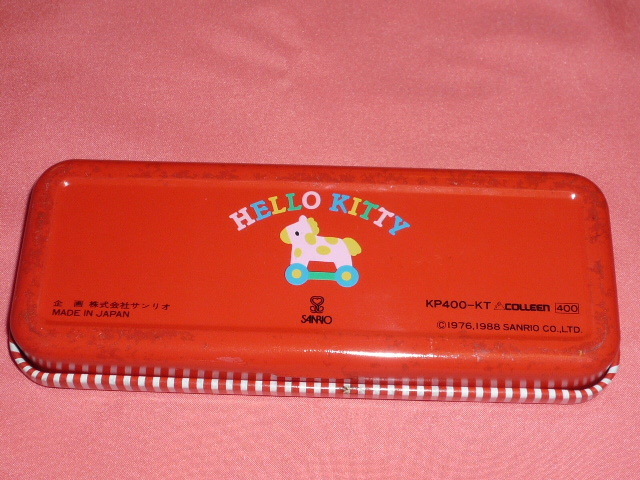 HELLO KITTY
企 画 株式会社サンリオ
MADE IN JAPAN
SANRIO
KP400-KT COLLEEN 400
©1976,1988 SANRIO CO.,LTD.